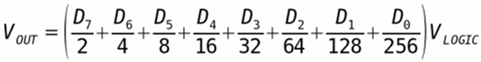 V_OUT = (D_7/2 + D_6/4 + D_5/8 + D_4/16 + D_3/32 + D_2/64 + D_1/128 + D_0/256) V_LOGIC